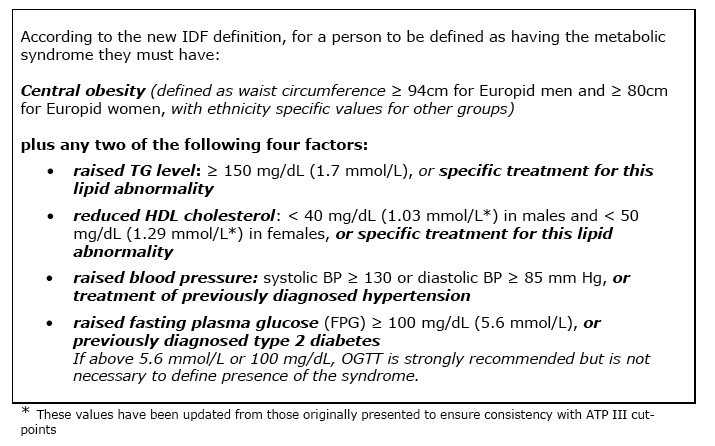 According to the new IDF definition, for a person to be defined as having the metabolic
syndrome they must have:
Central obesity (defined as waist circumference ≥ 94cm for Europid men and ≥ 80cm
for Europid women, with ethnicity specific values for other groups)
plus any two of the following four factors:
• raised TG level: ≥ 150 mg/dL (1.7 mmol/L), or specific treatment for this
lipid abnormality
• reduced HDL cholesterol: < 40 mg/dL (1.03 mmol/L*) in males and < 50
mg/dL (1.29 mmol/L*) in females, or specific treatment for this lipid
abnormality
• raised blood pressure: systolic BP ≥ 130 or diastolic BP ≥ 85 mm Hg, or
treatment of previously diagnosed hypertension
• raised fasting plasma glucose (FPG) ≥ 100 mg/dL (5.6 mmol/L), or
previously diagnosed type 2 diabetes
If above 5.6 mmol/L or 100 mg/dL, OGTT is strongly recommended but is not
necessary to define presence of the syndrome.
* These values have been updated from those originally presented to ensure consistency with ATP III cut-
points